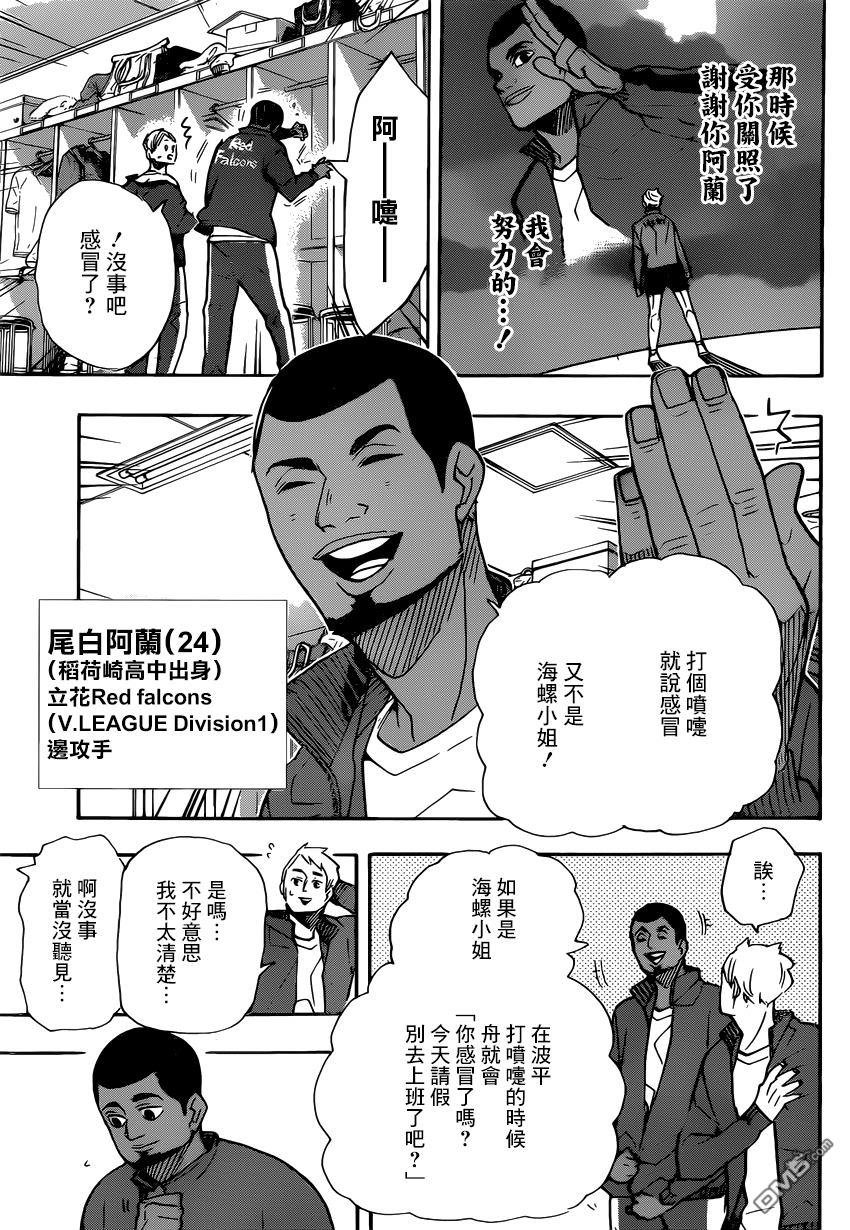 那時候
受你關照了
謝謝你阿蘭
我會
努力的…!
阿——嚏——
Red
Falcons
！沒事吧
感冒了？
打個噴嚏
就說感冒
又不是
海螺小姐！
尾白阿蘭（24）
（稻荷崎高中出身）
立花Red falcons
（V.LEAGUE Division1）
邊攻手
誒…
如果是
海螺小姐
在波平
打噴嚏的時候
舟就會
「你感冒了嗎？
今天請假
別去上班了吧？」
是嗎…
不好意思
我不太清楚…
啊沒事
就當沒聽見…
DM5.com